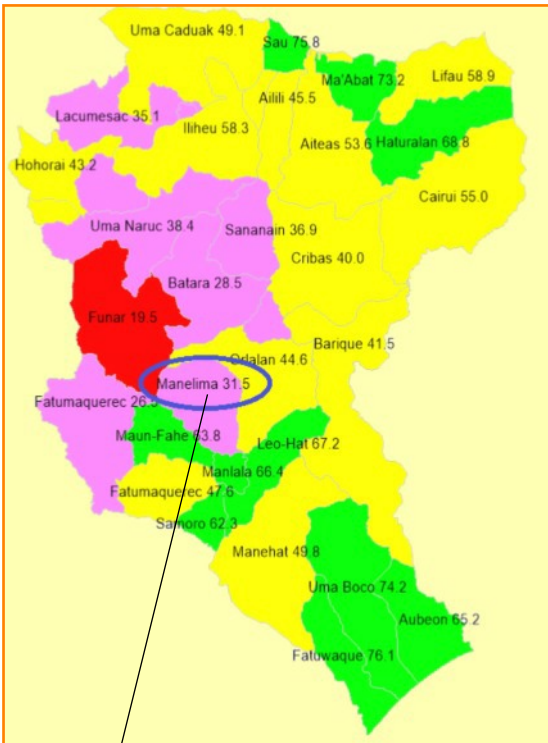 Uma Caduak 49.1
Sau 75.8
Ma'Abat 73.2
Lifau 58.9
Ailili 45.5
Lacumesac 35.1
Iliheu 58.3
Aiteas 53.6
Haturalan 68.8
Hohorai 43.2
Cairui 55.0
Uma Naruc 38.4
Sananain 36.9
Cribas 40.0
Batara 28.5
Funar 19.5
Barique 41.5
Orlalan 44.6
Manelima 31.5
Fatumaquerec 26.5
Maun-Fahe 63.8
Leo-Hat 67.2
Manlala 66.4
Fatumaquerec 47.6
Samoro 62.3
Manehat 49.8
Uma Boco 74.2
Aubeon 65.2
Fatuwaque 76.1